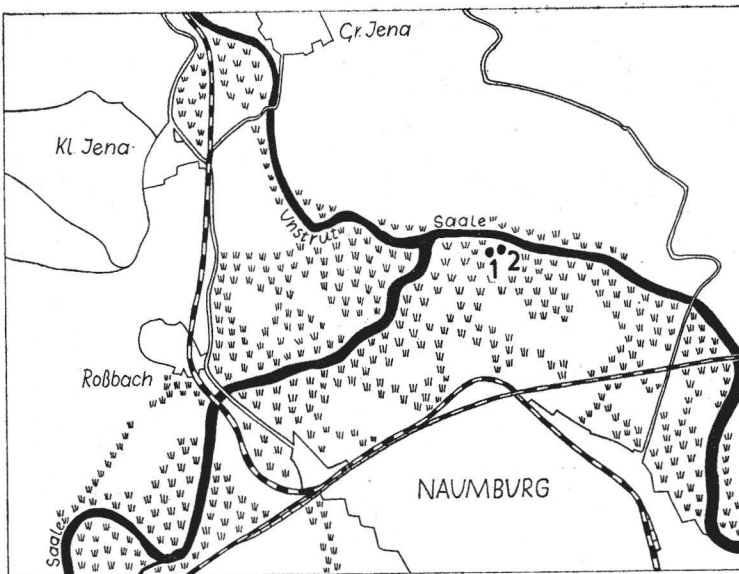 Gr. Jena
Kl. Jena
Unstrut
Saale
1 2
Roßbach
NAUMBURG
Saale